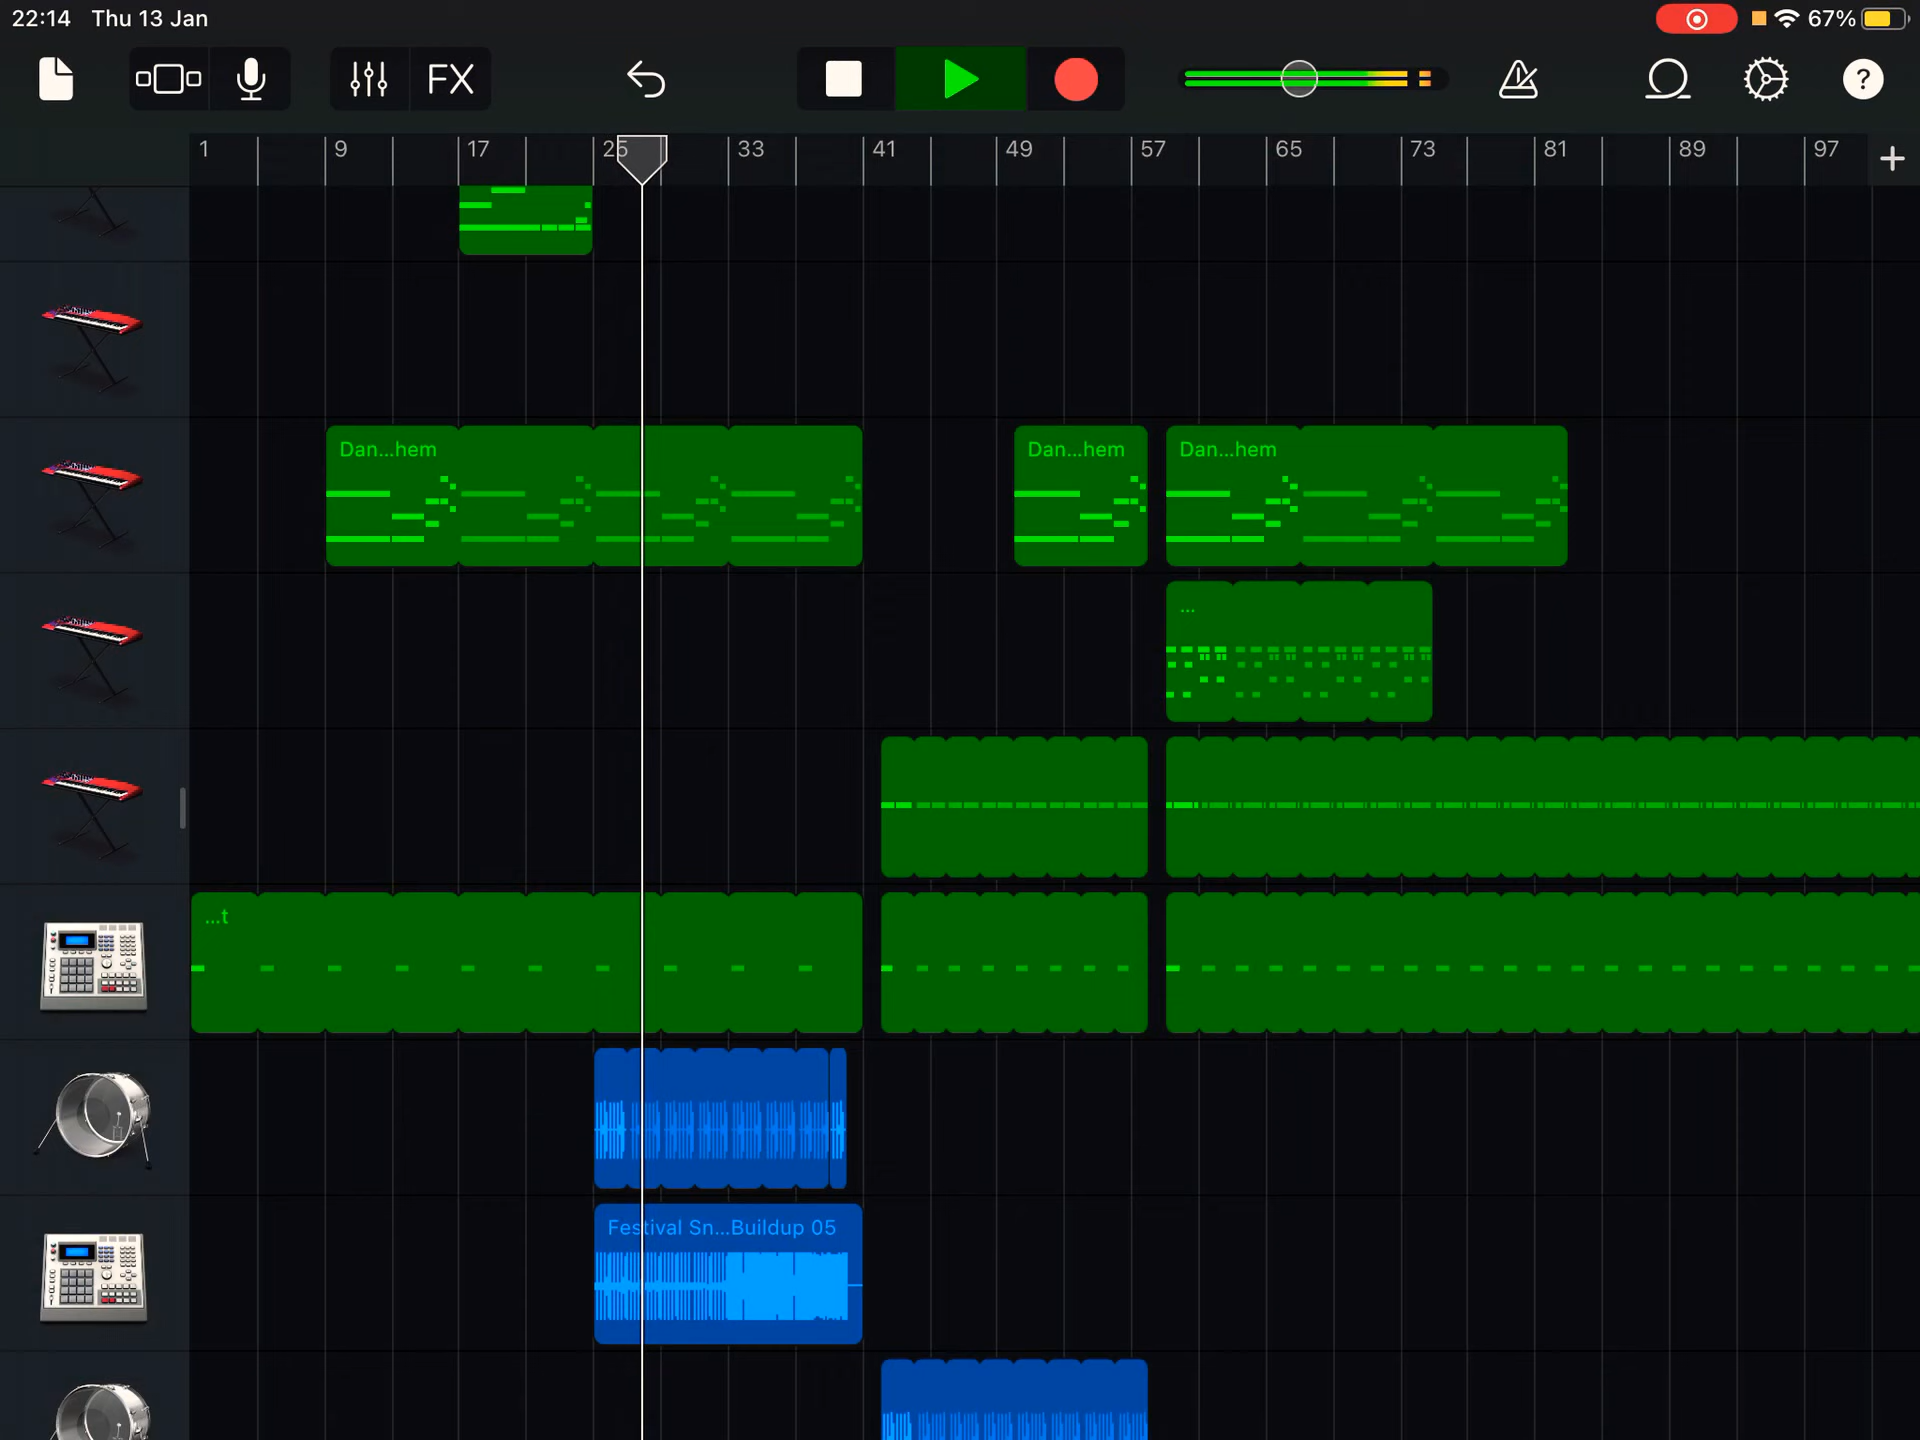 22:14 Thu 13 Jan 67%
FX
?
1 9 17 25 33 41 49 57 65 73 81 89 97 +
Dan...hem Dan...hem Dan...hem
...
...t
Festival Sn...Buildup 05